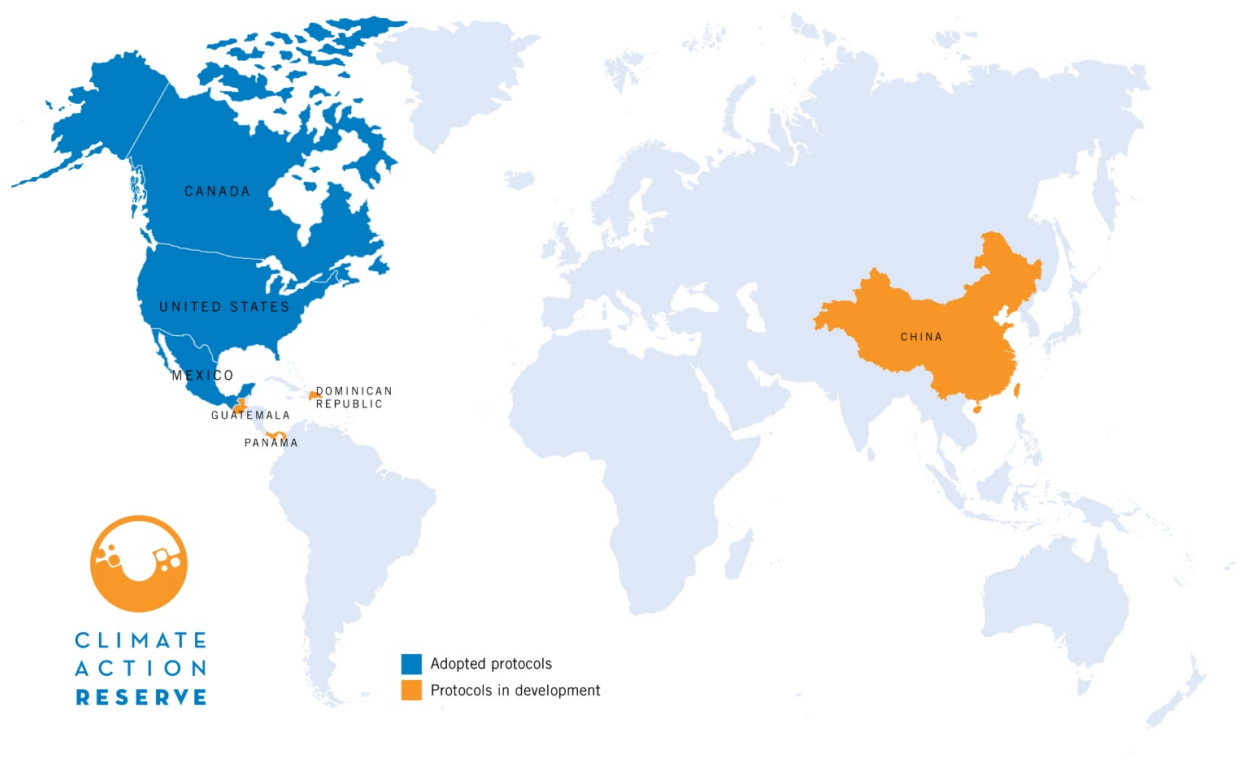 CANADA
UNITED STATES
MEXICO
DOMINICAN
REPUBLIC
GUATEMALA
PANAMA
CHINA
CLIMATE
ACTION
RESERVE
Adopted protocols
Protocols in development